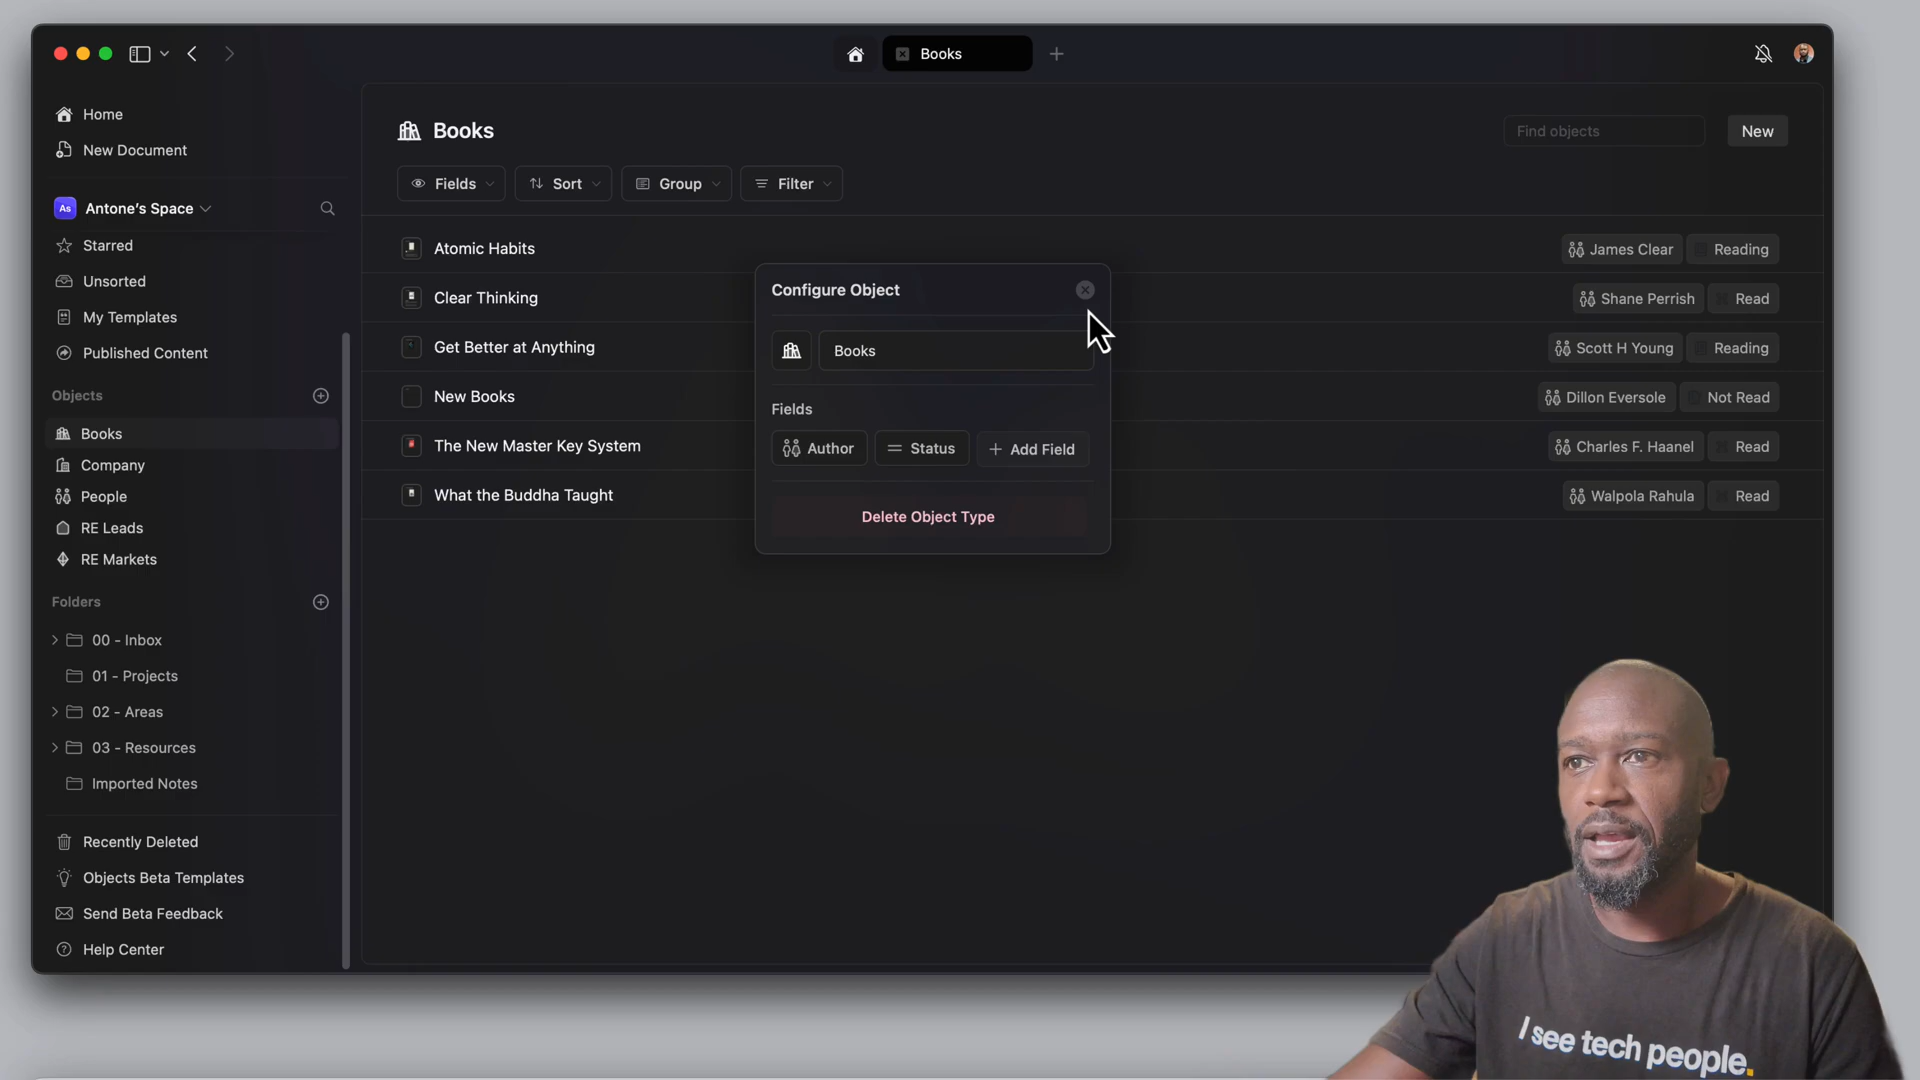 Books
Home
New Document
Books
Find objects
New
Fields
Sort
Group
Filter
As
Antone's Space
Starred
Unsorted
My Templates
Published Content
Objects
Books
Company
People
RE Leads
RE Markets
Folders
00 - Inbox
01 - Projects
02 - Areas
03 - Resources
Imported Notes
Recently Deleted
Objects Beta Templates
Send Beta Feedback
Help Center
Atomic Habits
James Clear
Reading
Clear Thinking
Shane Perrish
Read
Get Better at Anything
Scott H Young
Reading
New Books
Dillon Eversole
Not Read
The New Master Key System
Charles F. Haanel
Read
What the Buddha Taught
Walpola Rahula
Read
Configure Object
Books
Fields
Author
Status
Add Field
Delete Object Type
I see tech people.